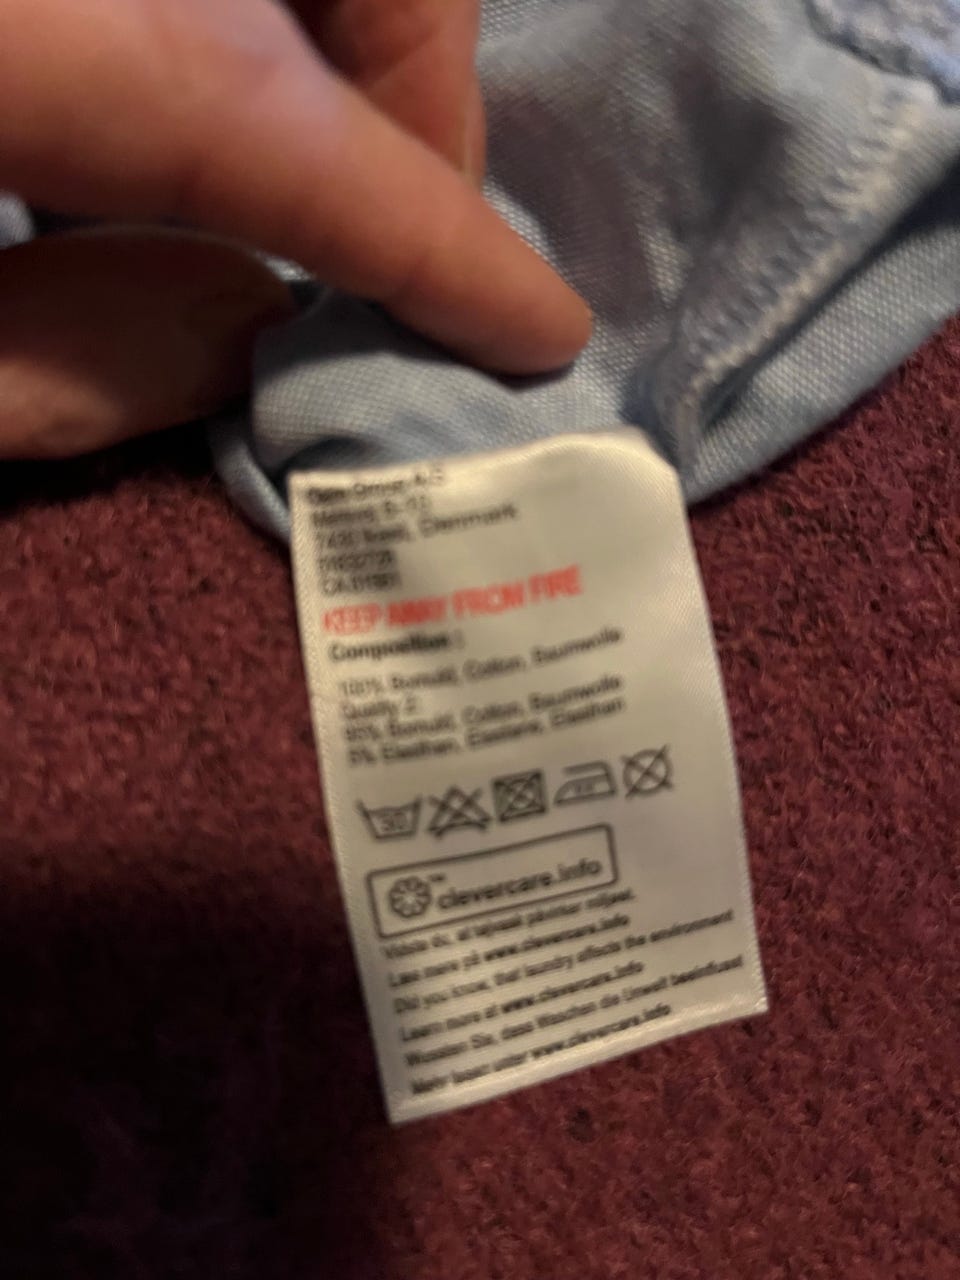 Denmark
KEEP AWAY FROM FIRE
Composition :
100% Bomuld, Cotton, Baumwolle
Quality 2:
95% Bomuld, Cotton, Baumwolle
5% Elasthan, Elastane, Elasthan
30
clevercare.info
Vidste du, at tøjvask påvirker miljøet.
Læs mere på www.clevercare.info
Did you know, that laundry affects the environment
Learn more at www.clevercare.info
Wussten Sie, dass Waschen die Umwelt beeinflusst
Mehr lesen unter www.clevercare.info